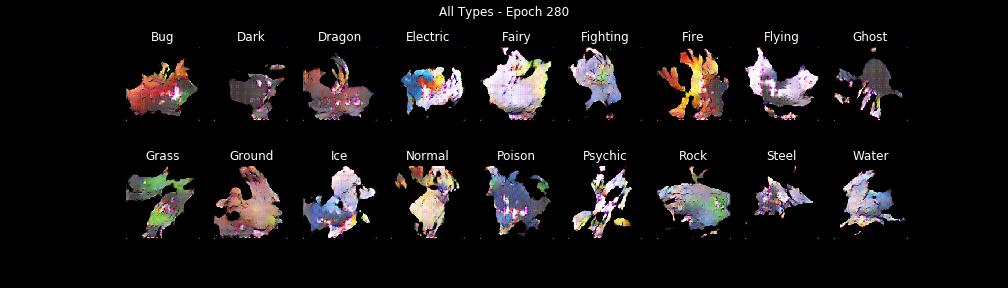 All Types - Epoch 280
Bug Dark Dragon Electric Fairy Fighting Fire Flying Ghost
Grass Ground Ice Normal Poison Psychic Rock Steel Water